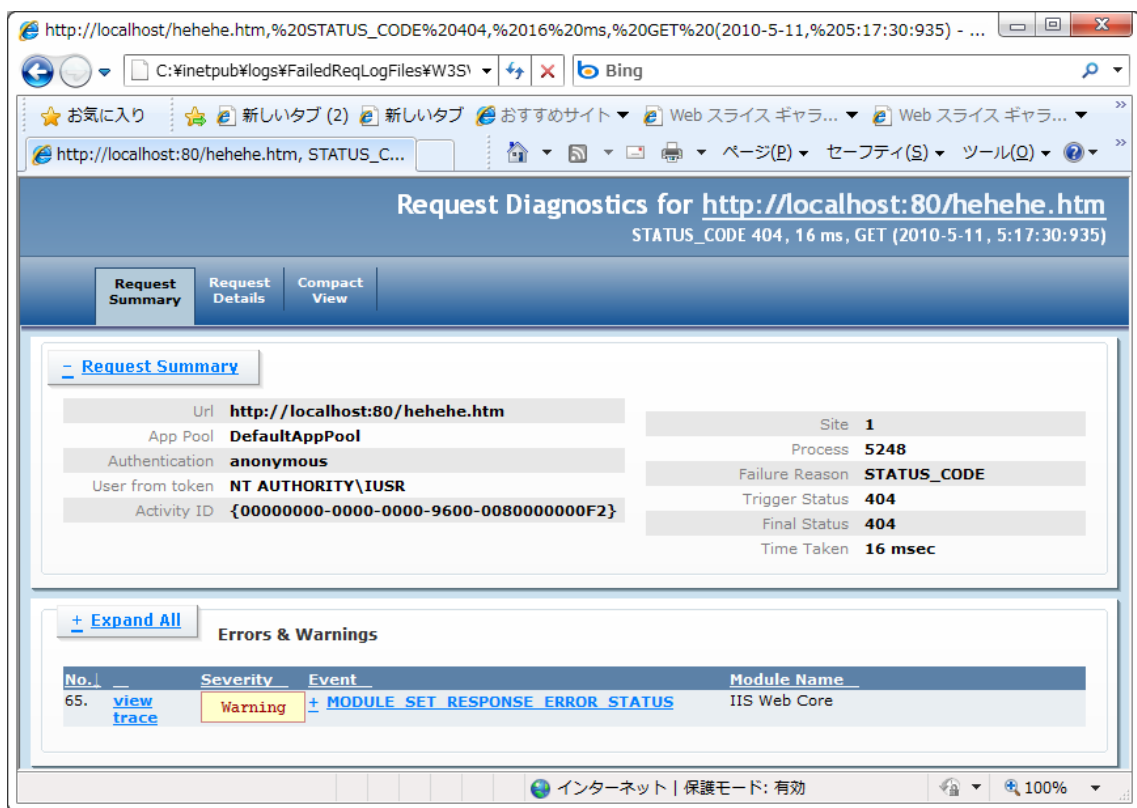 http://localhost/hehehe.htm,%20STATUS_CODE%20404,%2016%20ms,%20GET%20(2010-5-11,%205:17:30:935) - ...
C:¥inetpub¥logs¥FailedReqLogFiles¥W3S
Bing
お気に入り 新しいタブ (2) 新しいタブ おすすめサイト Web スライス ギャラ... Web スライス ギャラ...
http://localhost:80/hehehe.htm, STATUS_C... ページ(P) セーフティ(S) ツール(O)
Request Diagnostics for http://localhost:80/hehehe.htm
STATUS_CODE 404, 16 ms, GET (2010-5-11, 5:17:30:935)
Request Summary
Request Details
Compact View
− Request Summary
Url http://localhost:80/hehehe.htm
App Pool DefaultAppPool
Authentication anonymous
User from token NT AUTHORITY\IUSR
Activity ID {00000000-0000-0000-9600-0080000000F2}
Site 1
Process 5248
Failure Reason STATUS_CODE
Trigger Status 404
Final Status 404
Time Taken 16 msec
+ Expand All
Errors & Warnings
No.↓ Severity Event Module Name
65. view trace Warning + MODULE_SET_RESPONSE_ERROR_STATUS IIS Web Core
インターネット | 保護モード: 有効 100%